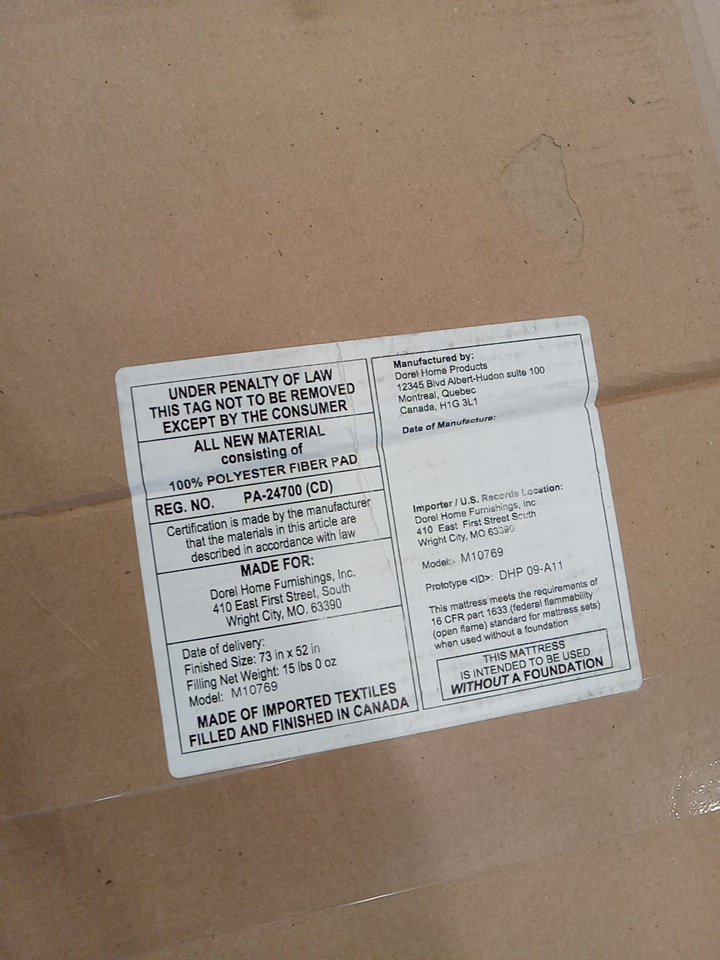 UNDER PENALTY OF LAW
THIS TAG NOT TO BE REMOVED
EXCEPT BY THE CONSUMER
ALL NEW MATERIAL
consisting of
100% POLYESTER FIBER PAD
REG. NO. PA-24700 (CD)
Certification is made by the manufacturer
that the materials in this article are
described in accordance with law
MADE FOR:
Dorel Home Furnishings, Inc.
410 East First Street, South
Wright City, MO. 63390
Date of delivery:
Finished Size: 73 in x 52 in
Filling Net Weight: 15 lbs 0 oz
Model: M10769
MADE OF IMPORTED TEXTILES
FILLED AND FINISHED IN CANADA
Manufactured by:
Dorel Home Products
12345 Blvd Albert-Hudon suite 100
Montreal, Quebec
Canada, H1G 3L1
Date of Manufacture:
Importer / U.S. Records Location:
Dorel Home Furnishings, Inc.
410 East First Street South
Wright City, MO 63390
Model: M10769
Prototype <ID>: DHP 09-A11
This mattress meets the requirements of
16 CFR part 1633 (federal flammability
(open flame) standard for mattress sets)
when used without a foundation
THIS MATTRESS
IS INTENDED TO BE USED
WITHOUT A FOUNDATION